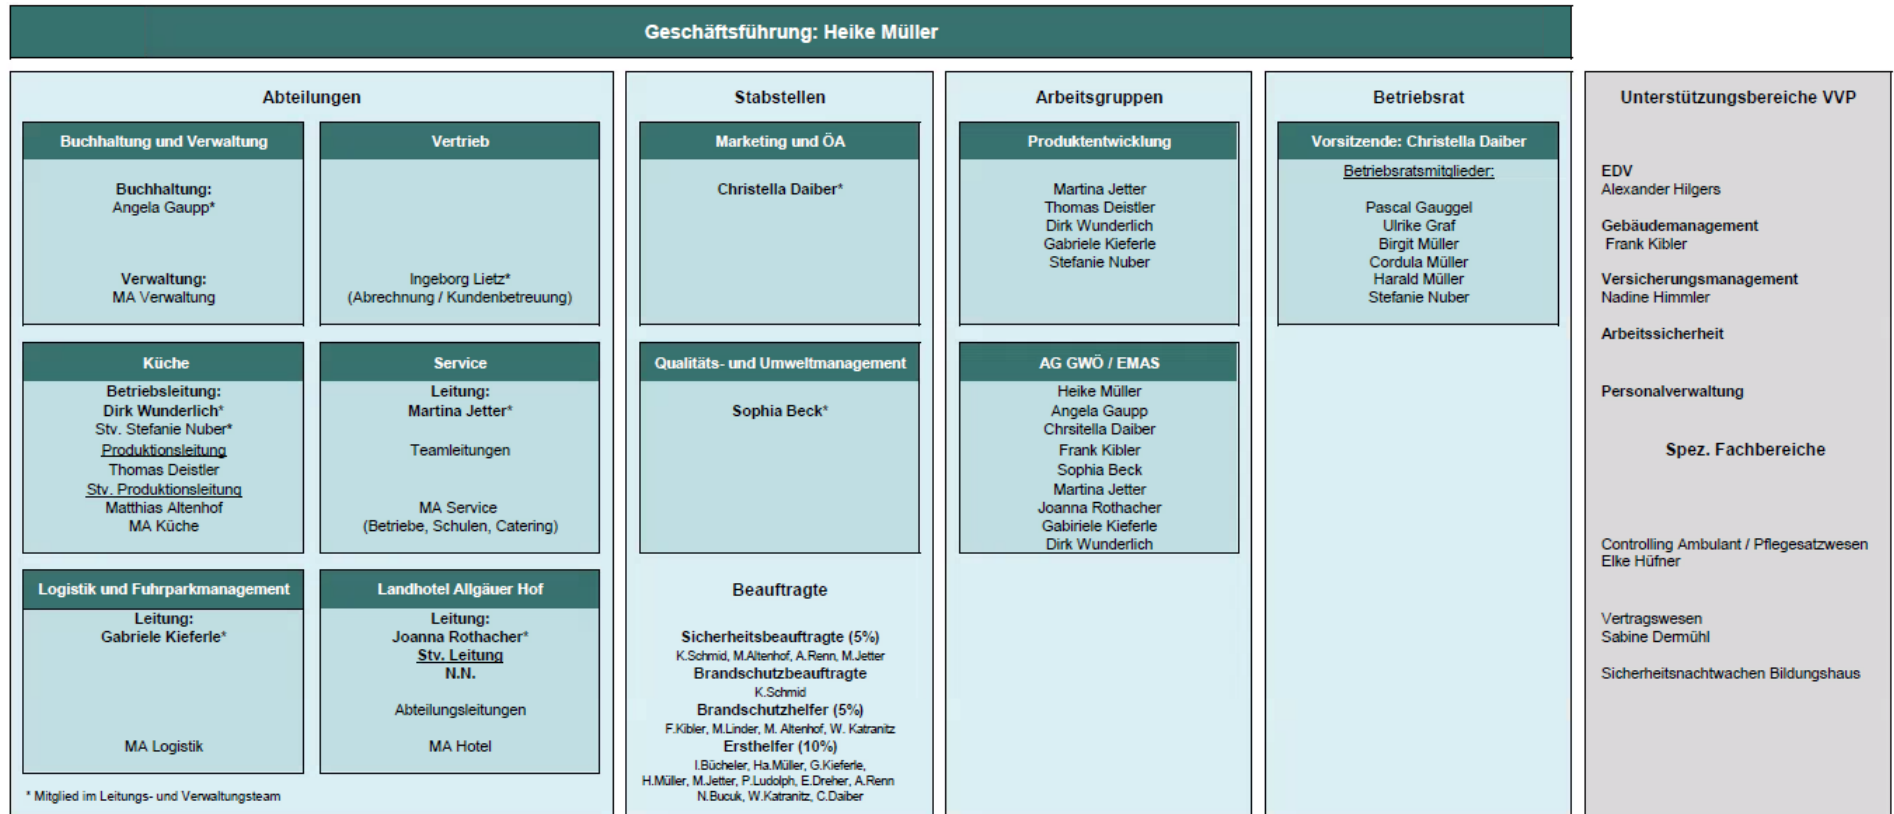 Geschäftsführung: Heike Müller
Abteilungen
Buchhaltung und Verwaltung
Buchhaltung:
Angela Gaupp*
Verwaltung:
MA Verwaltung
Vertrieb
Ingeborg Lietz*
(Abrechnung / Kundenbetreuung)
Küche
Betriebsleitung:
Dirk Wunderlich*
Stv. Stefanie Nuber*
Produktionsleitung
Thomas Deistler
Stv. Produktionsleitung
Matthias Altenhof
MA Küche
Service
Leitung:
Martina Jetter*
Teamleitungen
MA Service
(Betriebe, Schulen, Catering)
Logistik und Fuhrparkmanagement
Leitung:
Gabriele Kieferle*
MA Logistik
Landhotel Allgäuer Hof
Leitung:
Joanna Rothacher*
Stv. Leitung
N.N.
Abteilungsleitungen
MA Hotel
* Mitglied im Leitungs- und Verwaltungsteam
Stabstellen
Marketing und ÖA
Christella Daiber*
Qualitäts- und Umweltmanagement
Sophia Beck*
Beauftragte
Sicherheitsbeauftragte (5%)
K.Schmid, M.Altenhof, A.Renn, M.Jetter
Brandschutzbeauftragte
K.Schmid
Brandschutzhelfer (5%)
F.Kibler, M.Linder, M. Altenhof, W. Katranitz
Ersthelfer (10%)
I.Bücheler, Ha.Müller, G.Kieferle,
H.Müller, M.Jetter, P.Ludolph, E.Dreher, A.Renn
N.Bucuk, W.Katranitz, C.Daiber
Arbeitsgruppen
Produktentwicklung
Martina Jetter
Thomas Deistler
Dirk Wunderlich
Gabriele Kieferle
Stefanie Nuber
AG GWÖ / EMAS
Heike Müller
Angela Gaupp
Chrsitella Daiber
Frank Kibler
Sophia Beck
Martina Jetter
Joanna Rothacher
Gabiriele Kieferle
Dirk Wunderlich
Betriebsrat
Vorsitzende: Christella Daiber
Betriebsratsmitglieder:
Pascal Gauggel
Ulrike Graf
Birgit Müller
Cordula Müller
Harald Müller
Stefanie Nuber
Unterstützungsbereiche VVP
EDV
Alexander Hilgers
Gebäudemanagement
Frank Kibler
Versicherungsmanagement
Nadine Himmler
Arbeitssicherheit
Personalverwaltung
Spez. Fachbereiche
Controlling Ambulant / Pflegesatzwesen
Elke Hüfner
Vertragswesen
Sabine Dermühl
Sicherheitsnachtwachen Bildungshaus